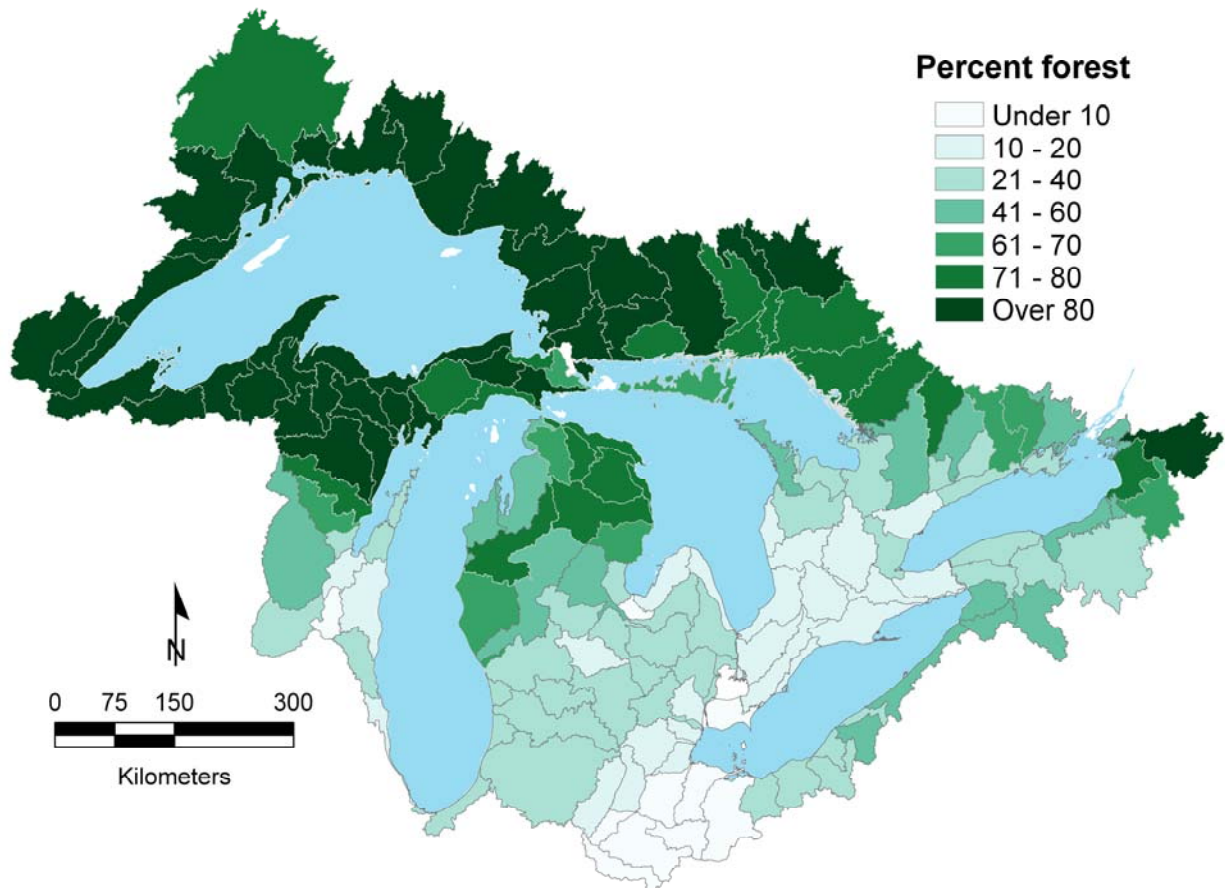 Percent forest
Under 10
10 - 20
21 - 40
41 - 60
61 - 70
71 - 80
Over 80
N
0 75 150 300
Kilometers